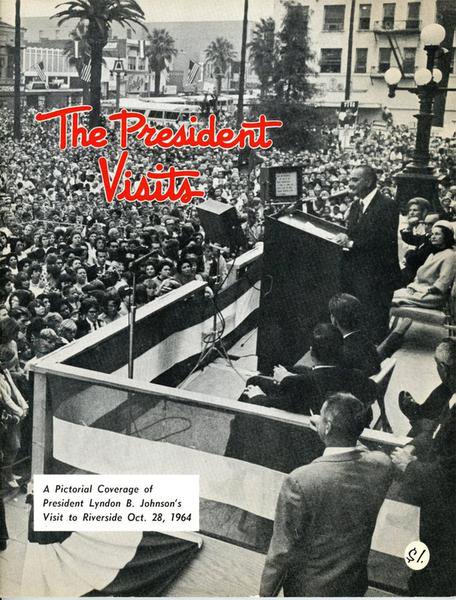 The President
Visits
A Pictorial Coverage of
President Lyndon B. Johnson's
Visit to Riverside Oct. 28, 1964
$1.